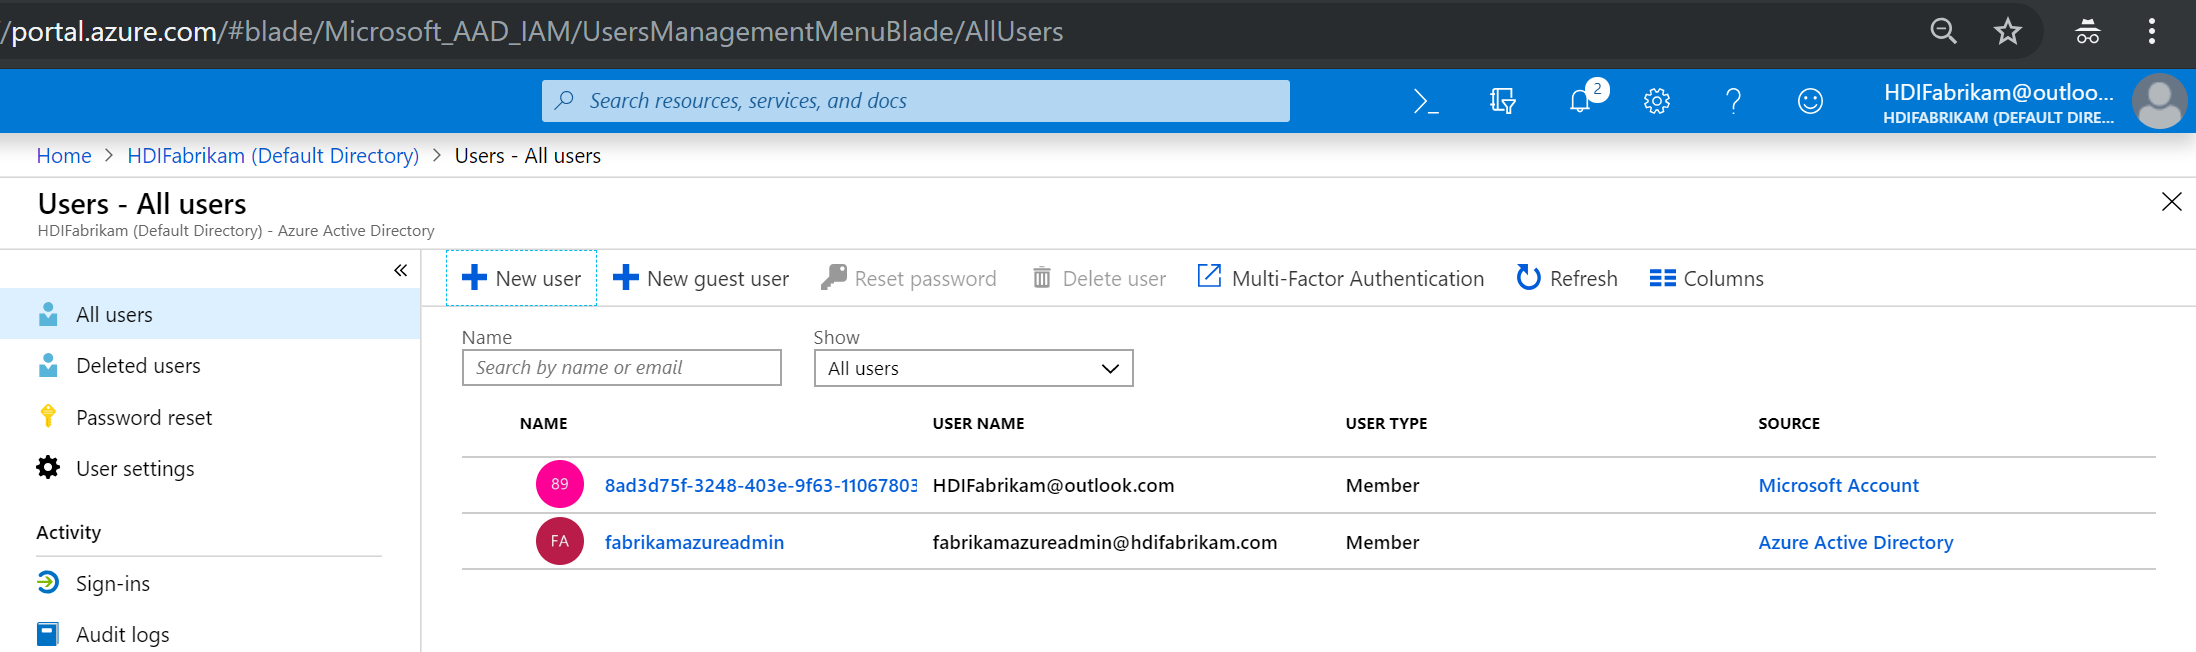 /portal.azure.com/#blade/Microsoft_AAD_IAM/UsersManagementMenuBlade/AllUsers
Search resources, services, and docs
2
HDIFabrikam@outloo...
HDIFABRIKAM (DEFAULT DIRE...
Home > HDIFabrikam (Default Directory) > Users - All users
Users - All users
HDIFabrikam (Default Directory) - Azure Active Directory
«
All users
Deleted users
Password reset
User settings
Activity
Sign-ins
Audit logs
New user New guest user Reset password Delete user Multi-Factor Authentication Refresh Columns
Name Show
Search by name or email All users
NAME USER NAME USER TYPE SOURCE
89 8ad3d75f-3248-403e-9f63-11067803 HDIFabrikam@outlook.com Member Microsoft Account
FA fabrikamazureadmin fabrikamazureadmin@hdifabrikam.com Member Azure Active Directory